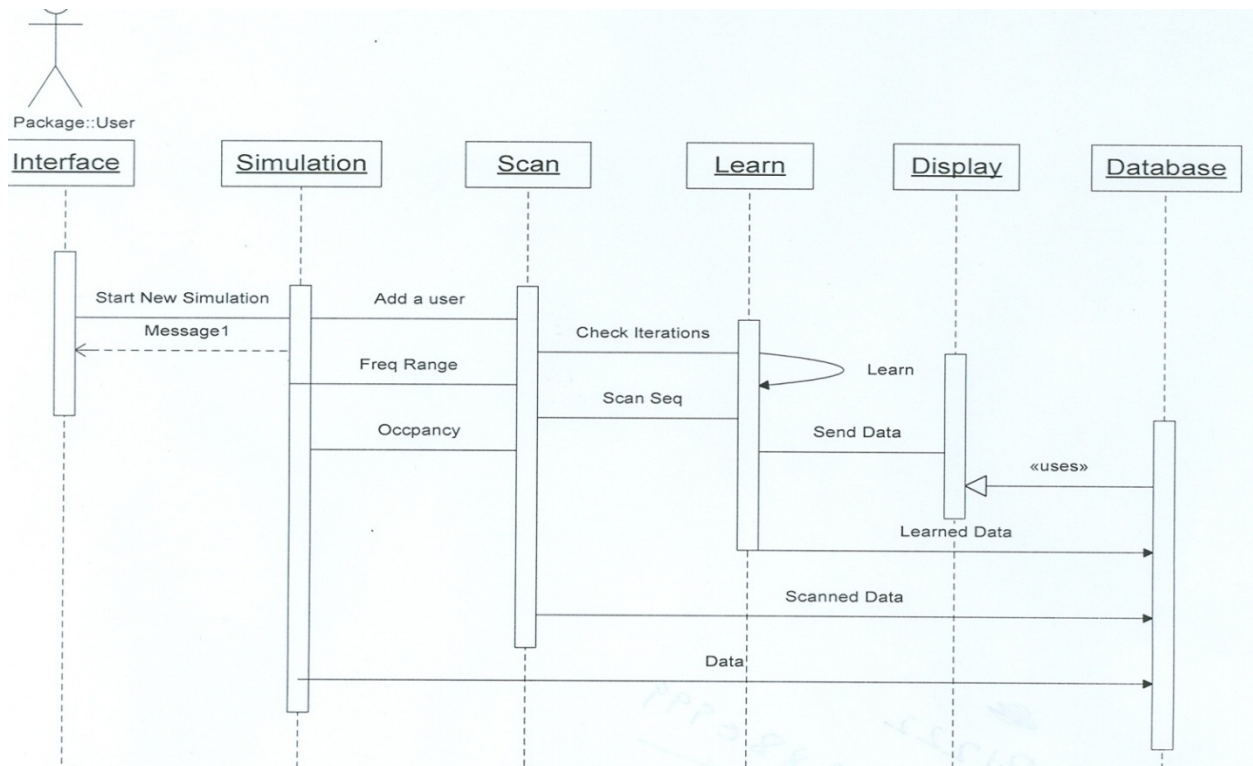 Package::User
Interface
Simulation
Scan
Learn
Display
Database
Start New Simulation
Add a user
Message1
Check Iterations
Freq Range
Learn
Scan Seq
Occpancy
Send Data
«uses»
Learned Data
Scanned Data
Data